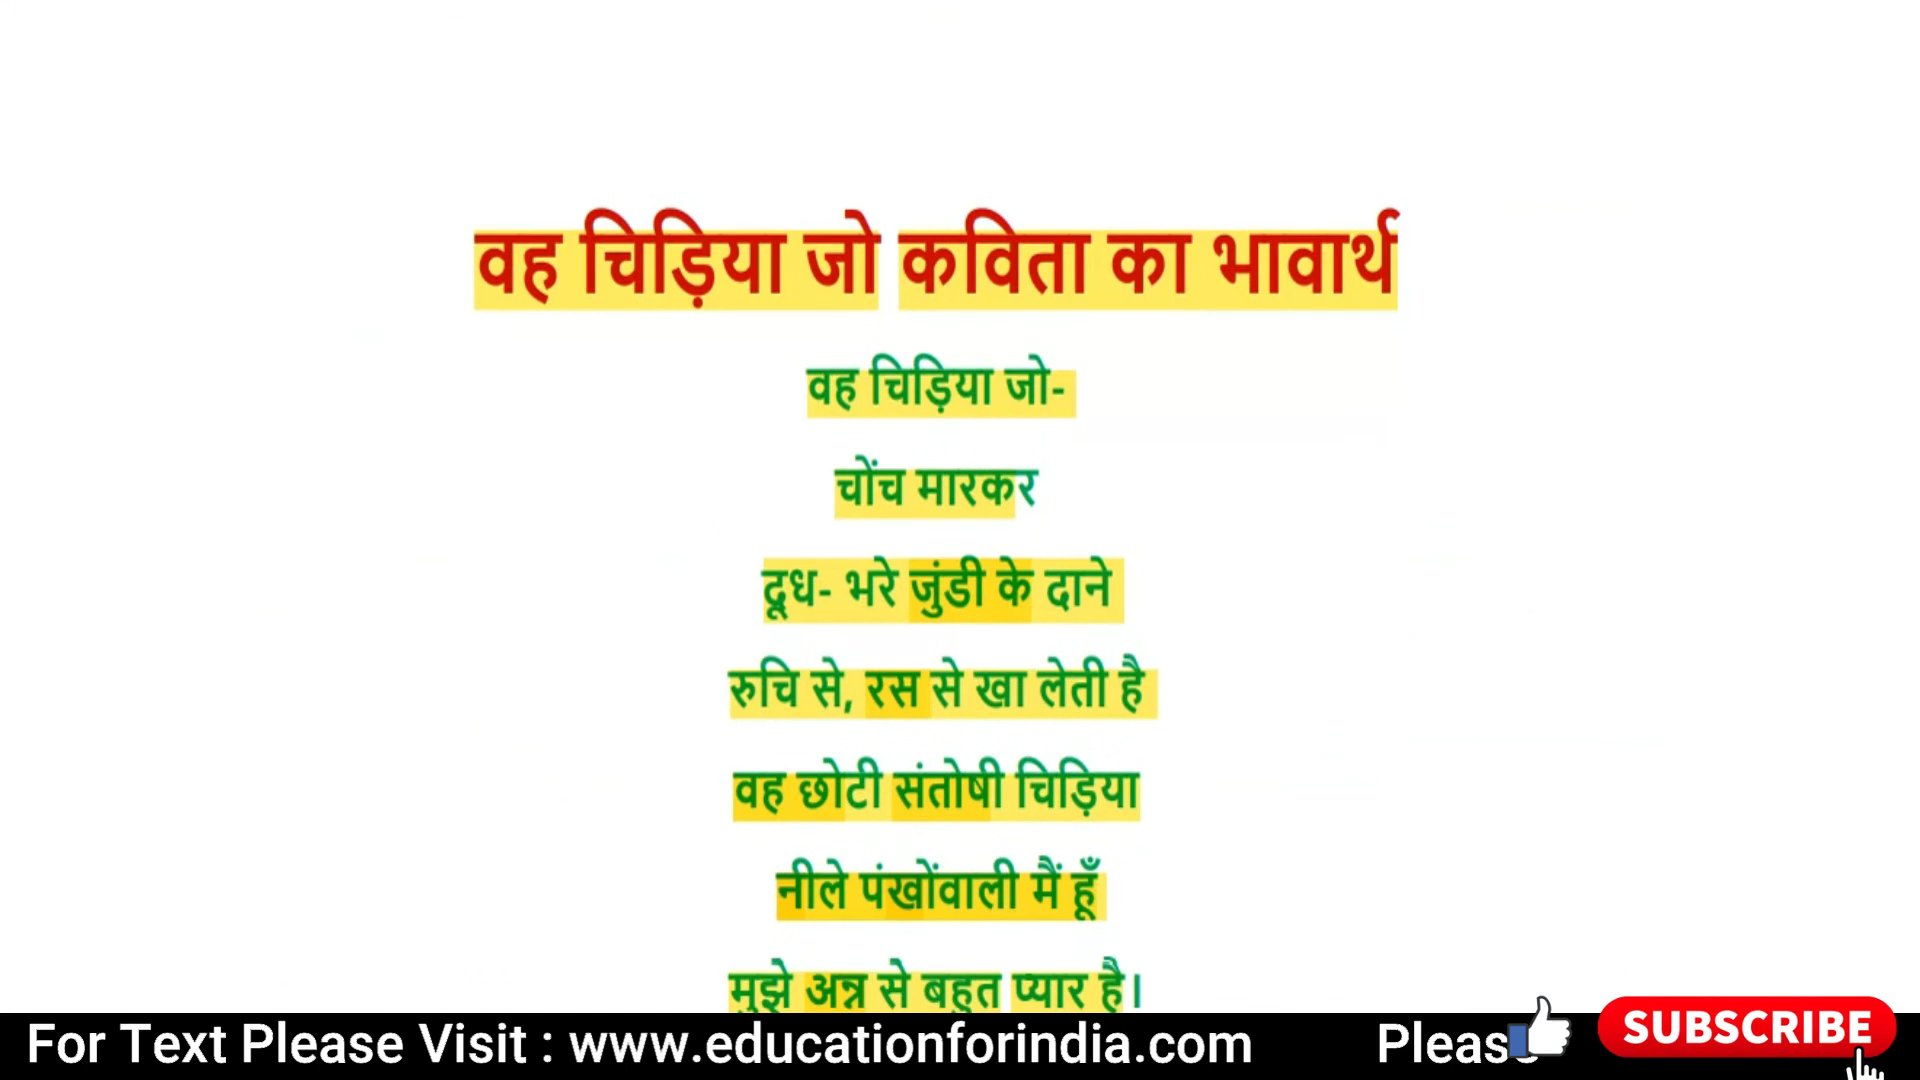 वह चिड़िया जो कविता का भावार्थ
वह चिड़िया जो-
चोंच मारकर
दूध- भरे जुंडी के दाने
रुचि से, रस से खा लेती है
वह छोटी संतोषी चिड़िया
नीले पंखोंवाली मैं हूँ
मुझे अन्न से बहुत प्यार है।
For Text Please Visit : www.educationforindia.com
SUBSCRIBE